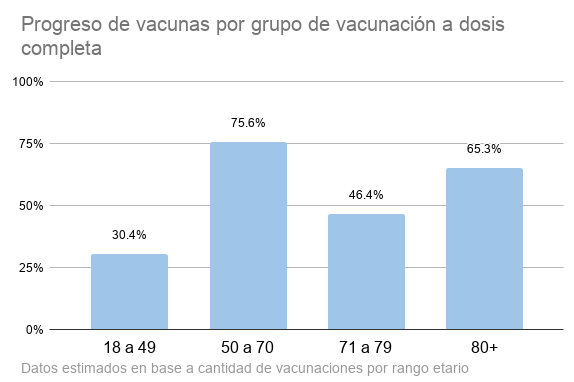 Progreso de vacunas por grupo de vacunación a dosis
completa
100%
75%
50%
25%
0%
30.4%
75.6%
46.4%
65.3%
18 a 49
50 a 70
71 a 79
80+
Datos estimados en base a cantidad de vacunaciones por rango etario